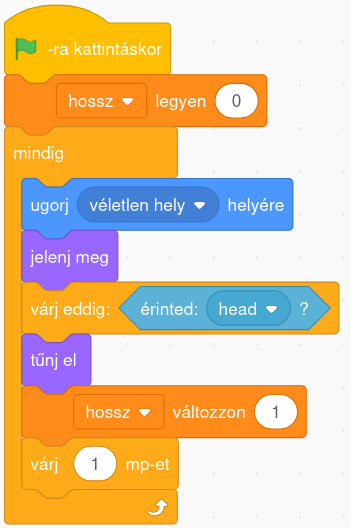 -ra kattintáskor
hossz legyen 0
mindig
ugorj véletlen hely helyére
jelenj meg
várj eddig: érinted: head ?
tűnj el
hossz változzon 1
várj 1 mp-et